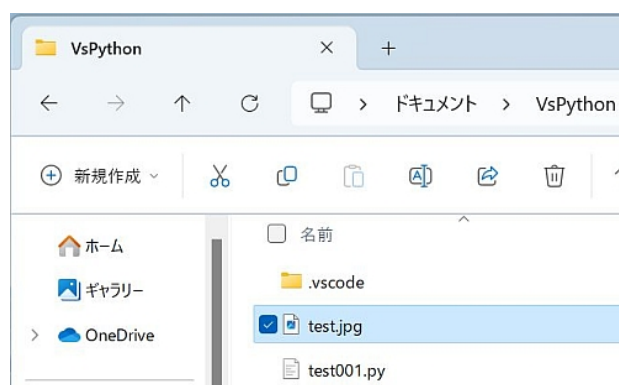 VsPython
ドキュメント > VsPython
新規作成
名前
ホーム
.vscode
ギャラリー
test.jpg
OneDrive
test001.py